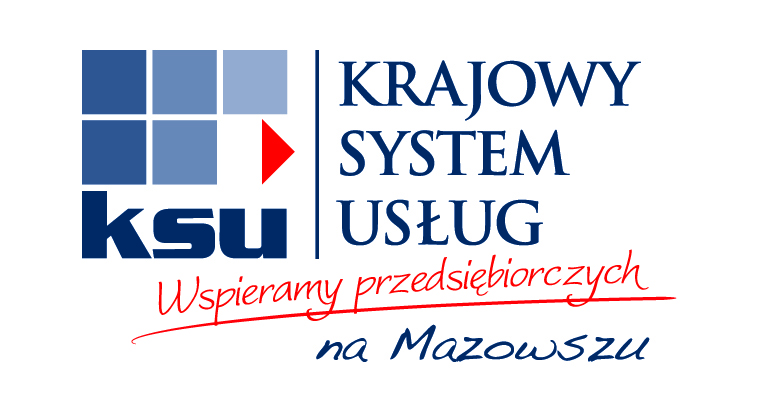 ksu
KRAJOWY
SYSTEM
USŁUG
Wspieramy przedsiębiorczych
na Mazowszu